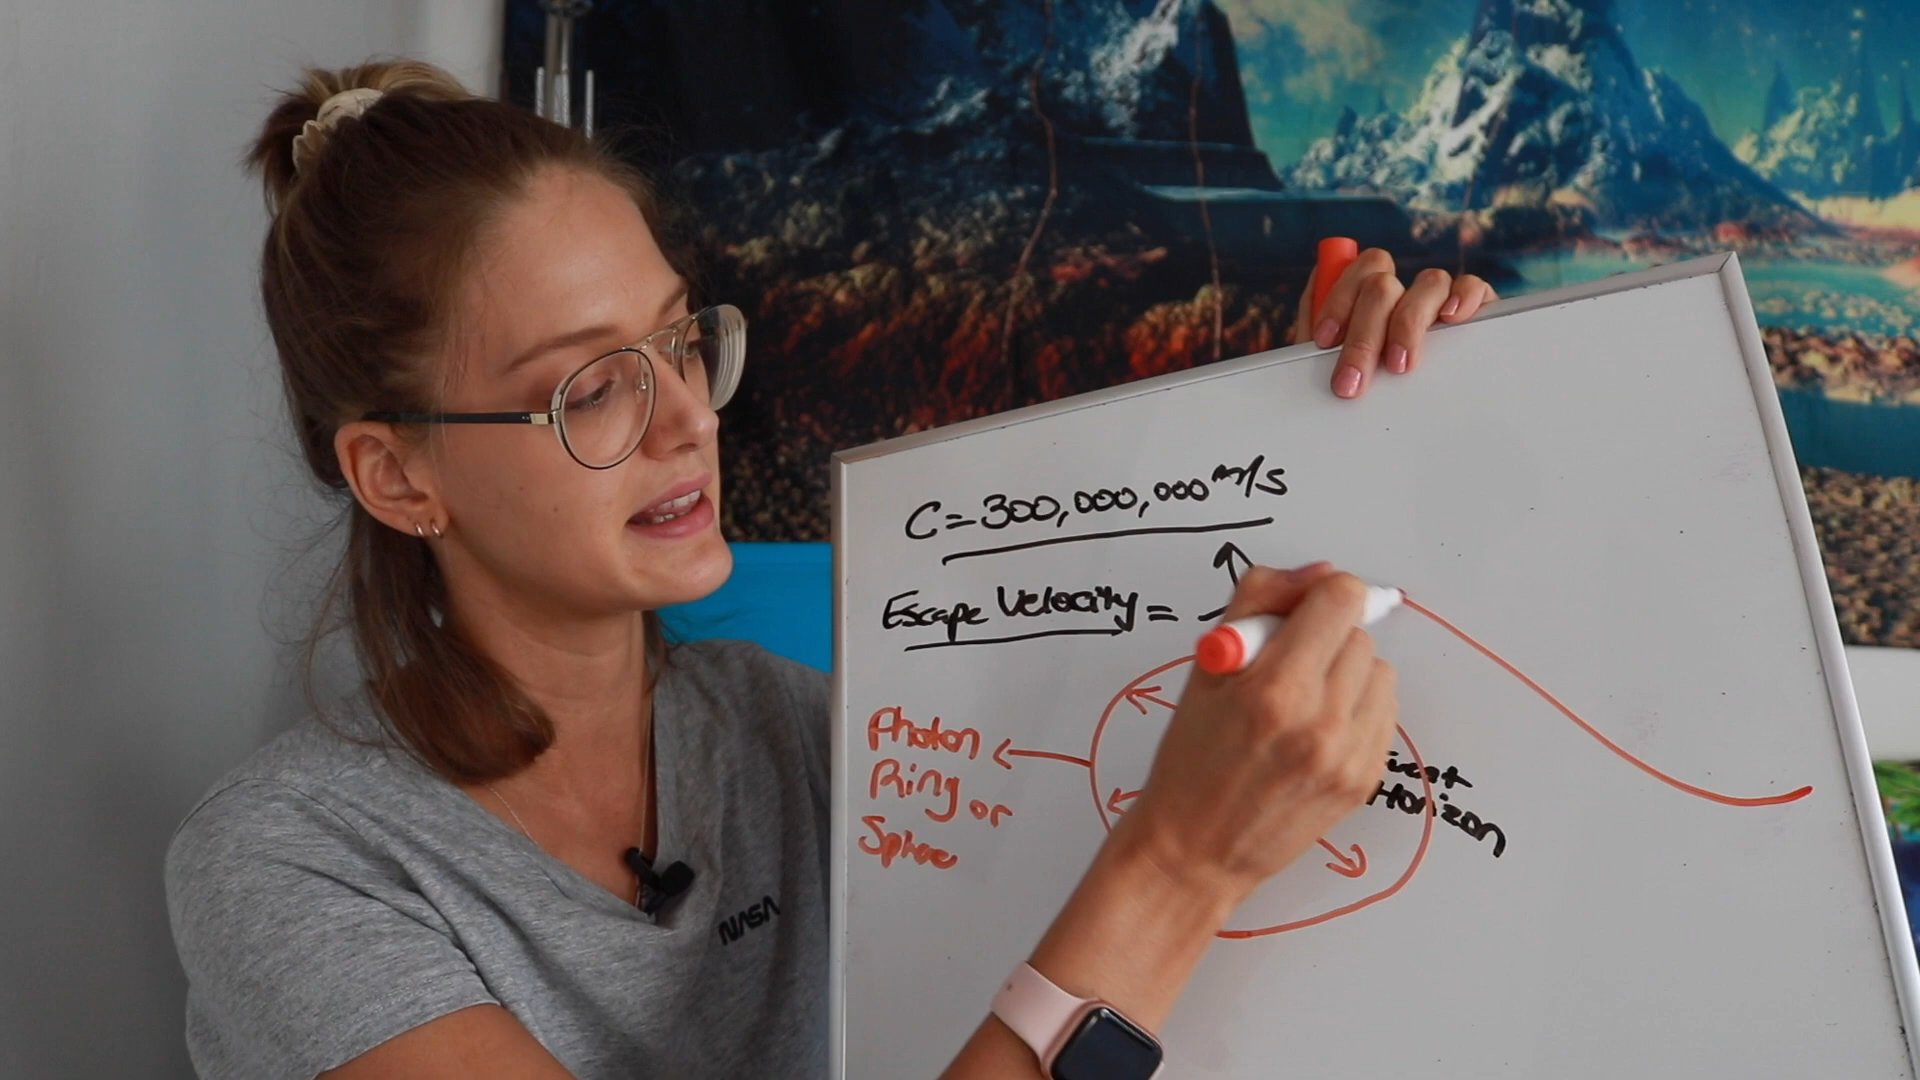 C=300,000,000 m/s
Escape Velocity =
Photon
Ring or
Sphere
Event
Horizon
NASA